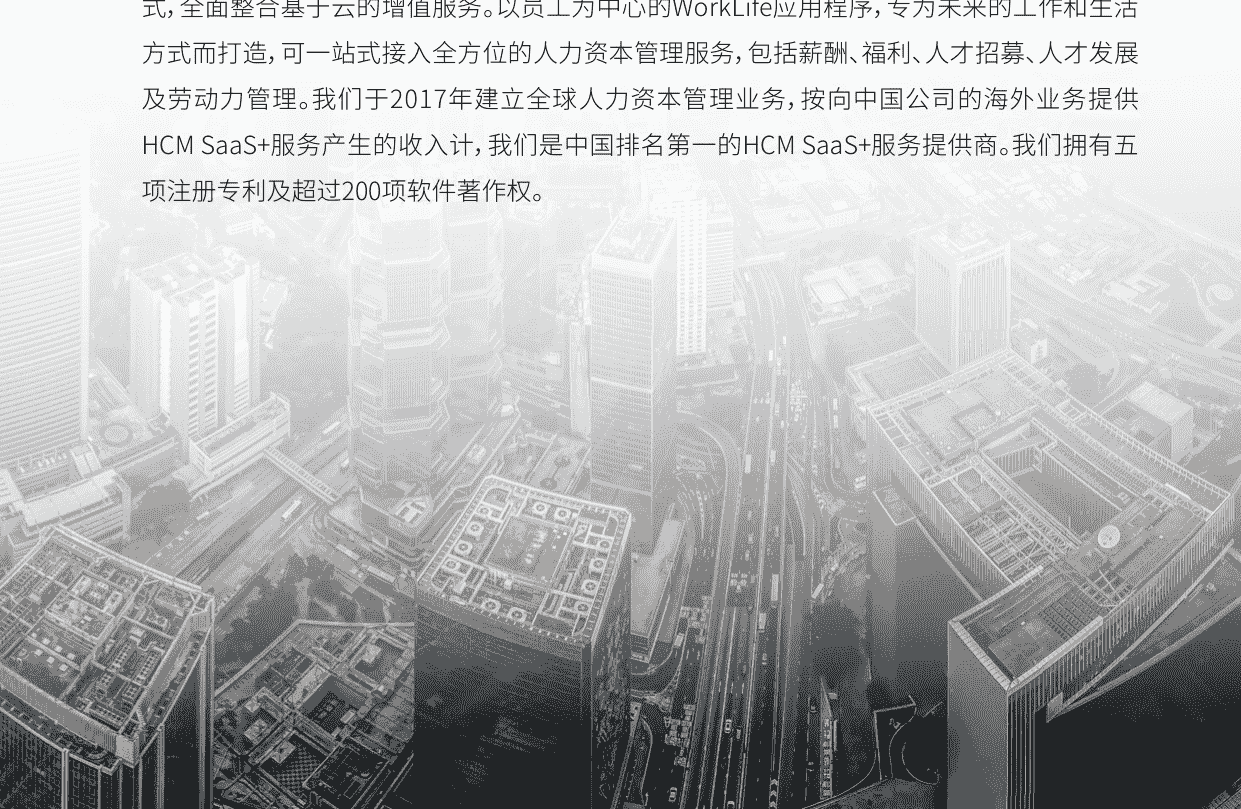 式，全面整合基于云的增值服务。以员工为中心的WorkLife应用程序，专为未来的工作和生活
方式而打造，可一站式接入全方位的人力资本管理服务，包括薪酬、福利、人才招募、人才发展
及劳动力管理。我们于2017年建立全球人力资本管理业务，按向中国公司的海外业务提供
HCM SaaS+服务产生的收入计，我们是中国排名第一的HCM SaaS+服务提供商。我们拥有五
项注册专利及超过200项软件著作权。